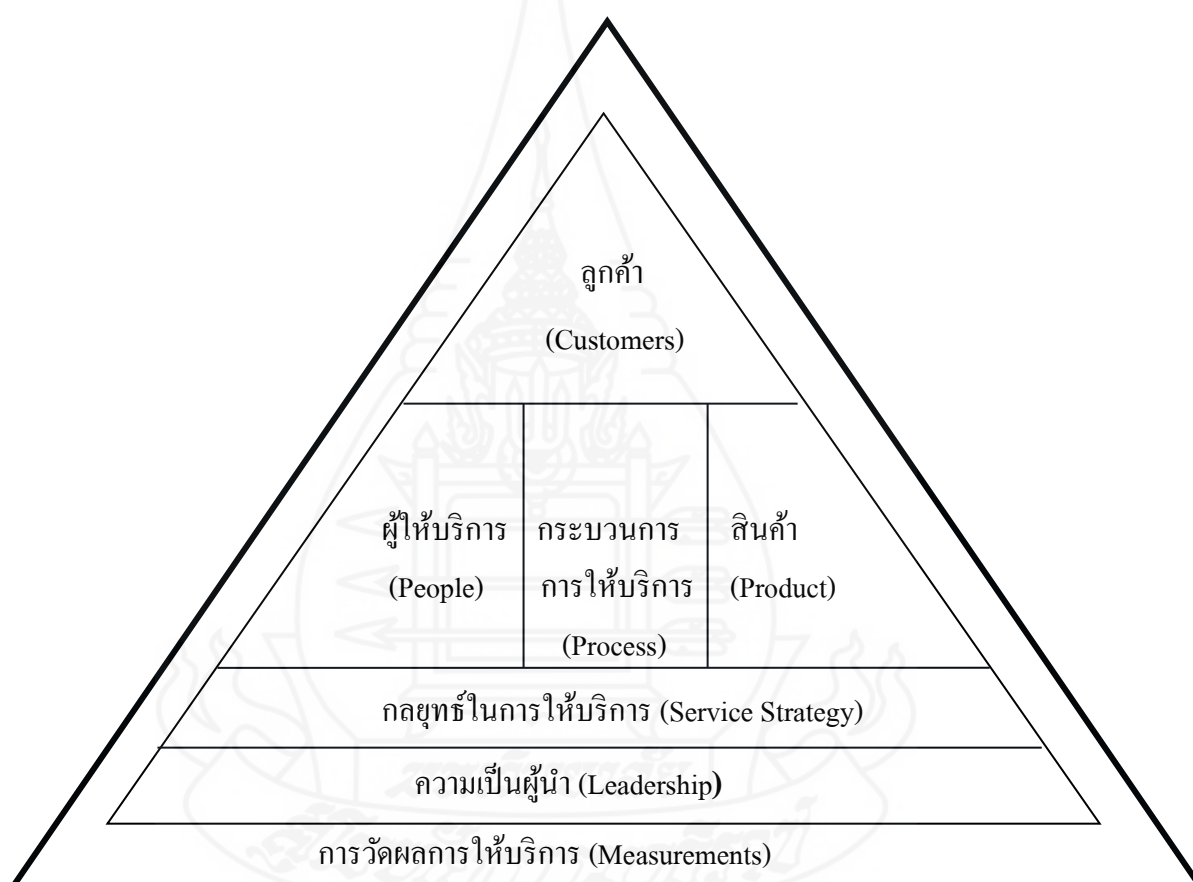 ลูกค้า
(Customers)
ผู้ให้บริการ
(People)
กระบวนการ
การให้บริการ
(Process)
สินค้า
(Product)
กลยุทธ์ในการให้บริการ (Service Strategy)
ความเป็นผู้นำ (Leadership)
การวัดผลการให้บริการ (Measurements)